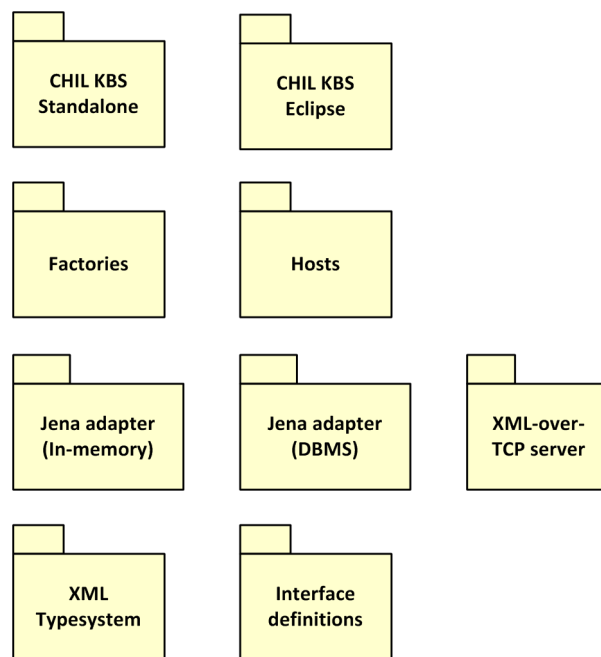 CHIL KBS
Standalone
CHIL KBS
Eclipse
Factories
Hosts
Jena adapter
(In-memory)
Jena adapter
(DBMS)
XML-over-
TCP server
XML
Typesystem
Interface
definitions